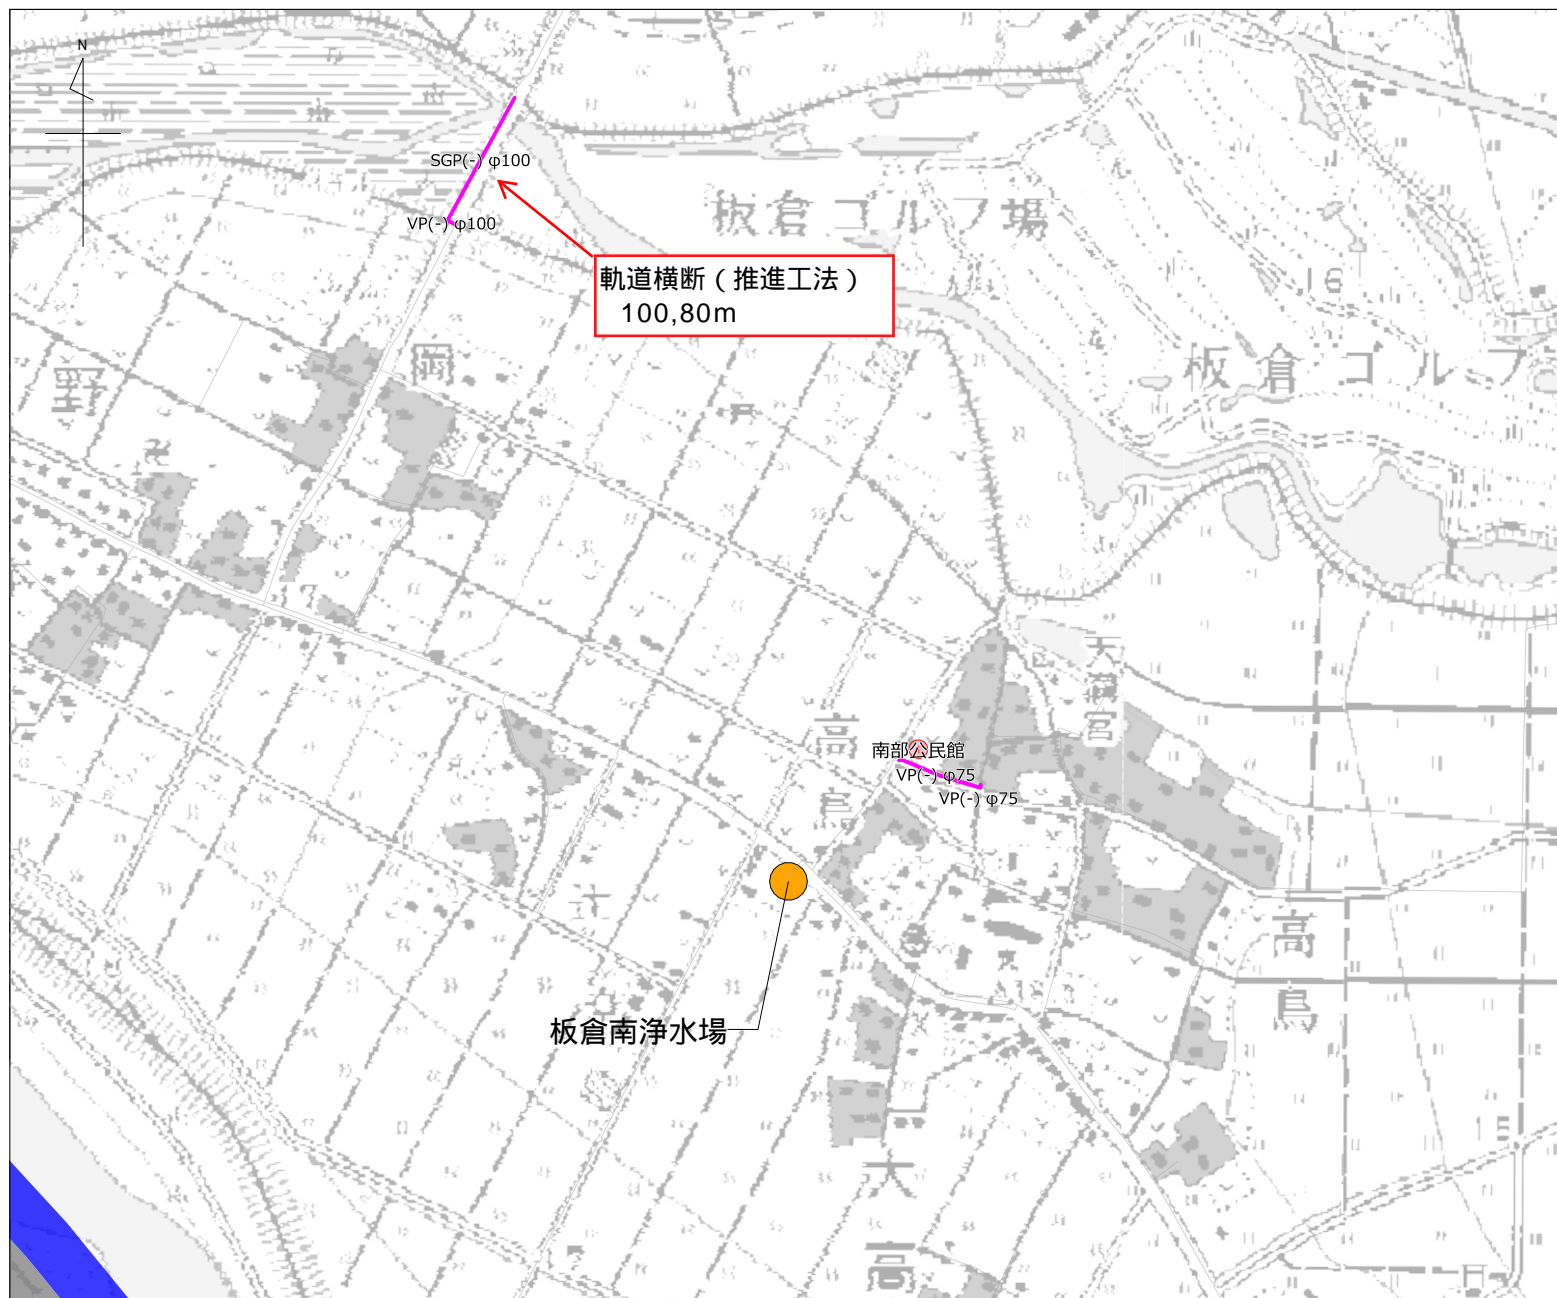 N
SGP(-) φ100
VP(-) φ100
軌道横断（推進工法）
100,80m
板倉ゴルフ場
16
板倉ゴルフ
岡
野
天満宮
高鳥
南部公民館
VP(-) φ75
VP(-) φ75
高鳥
板倉南浄水場
15
大高